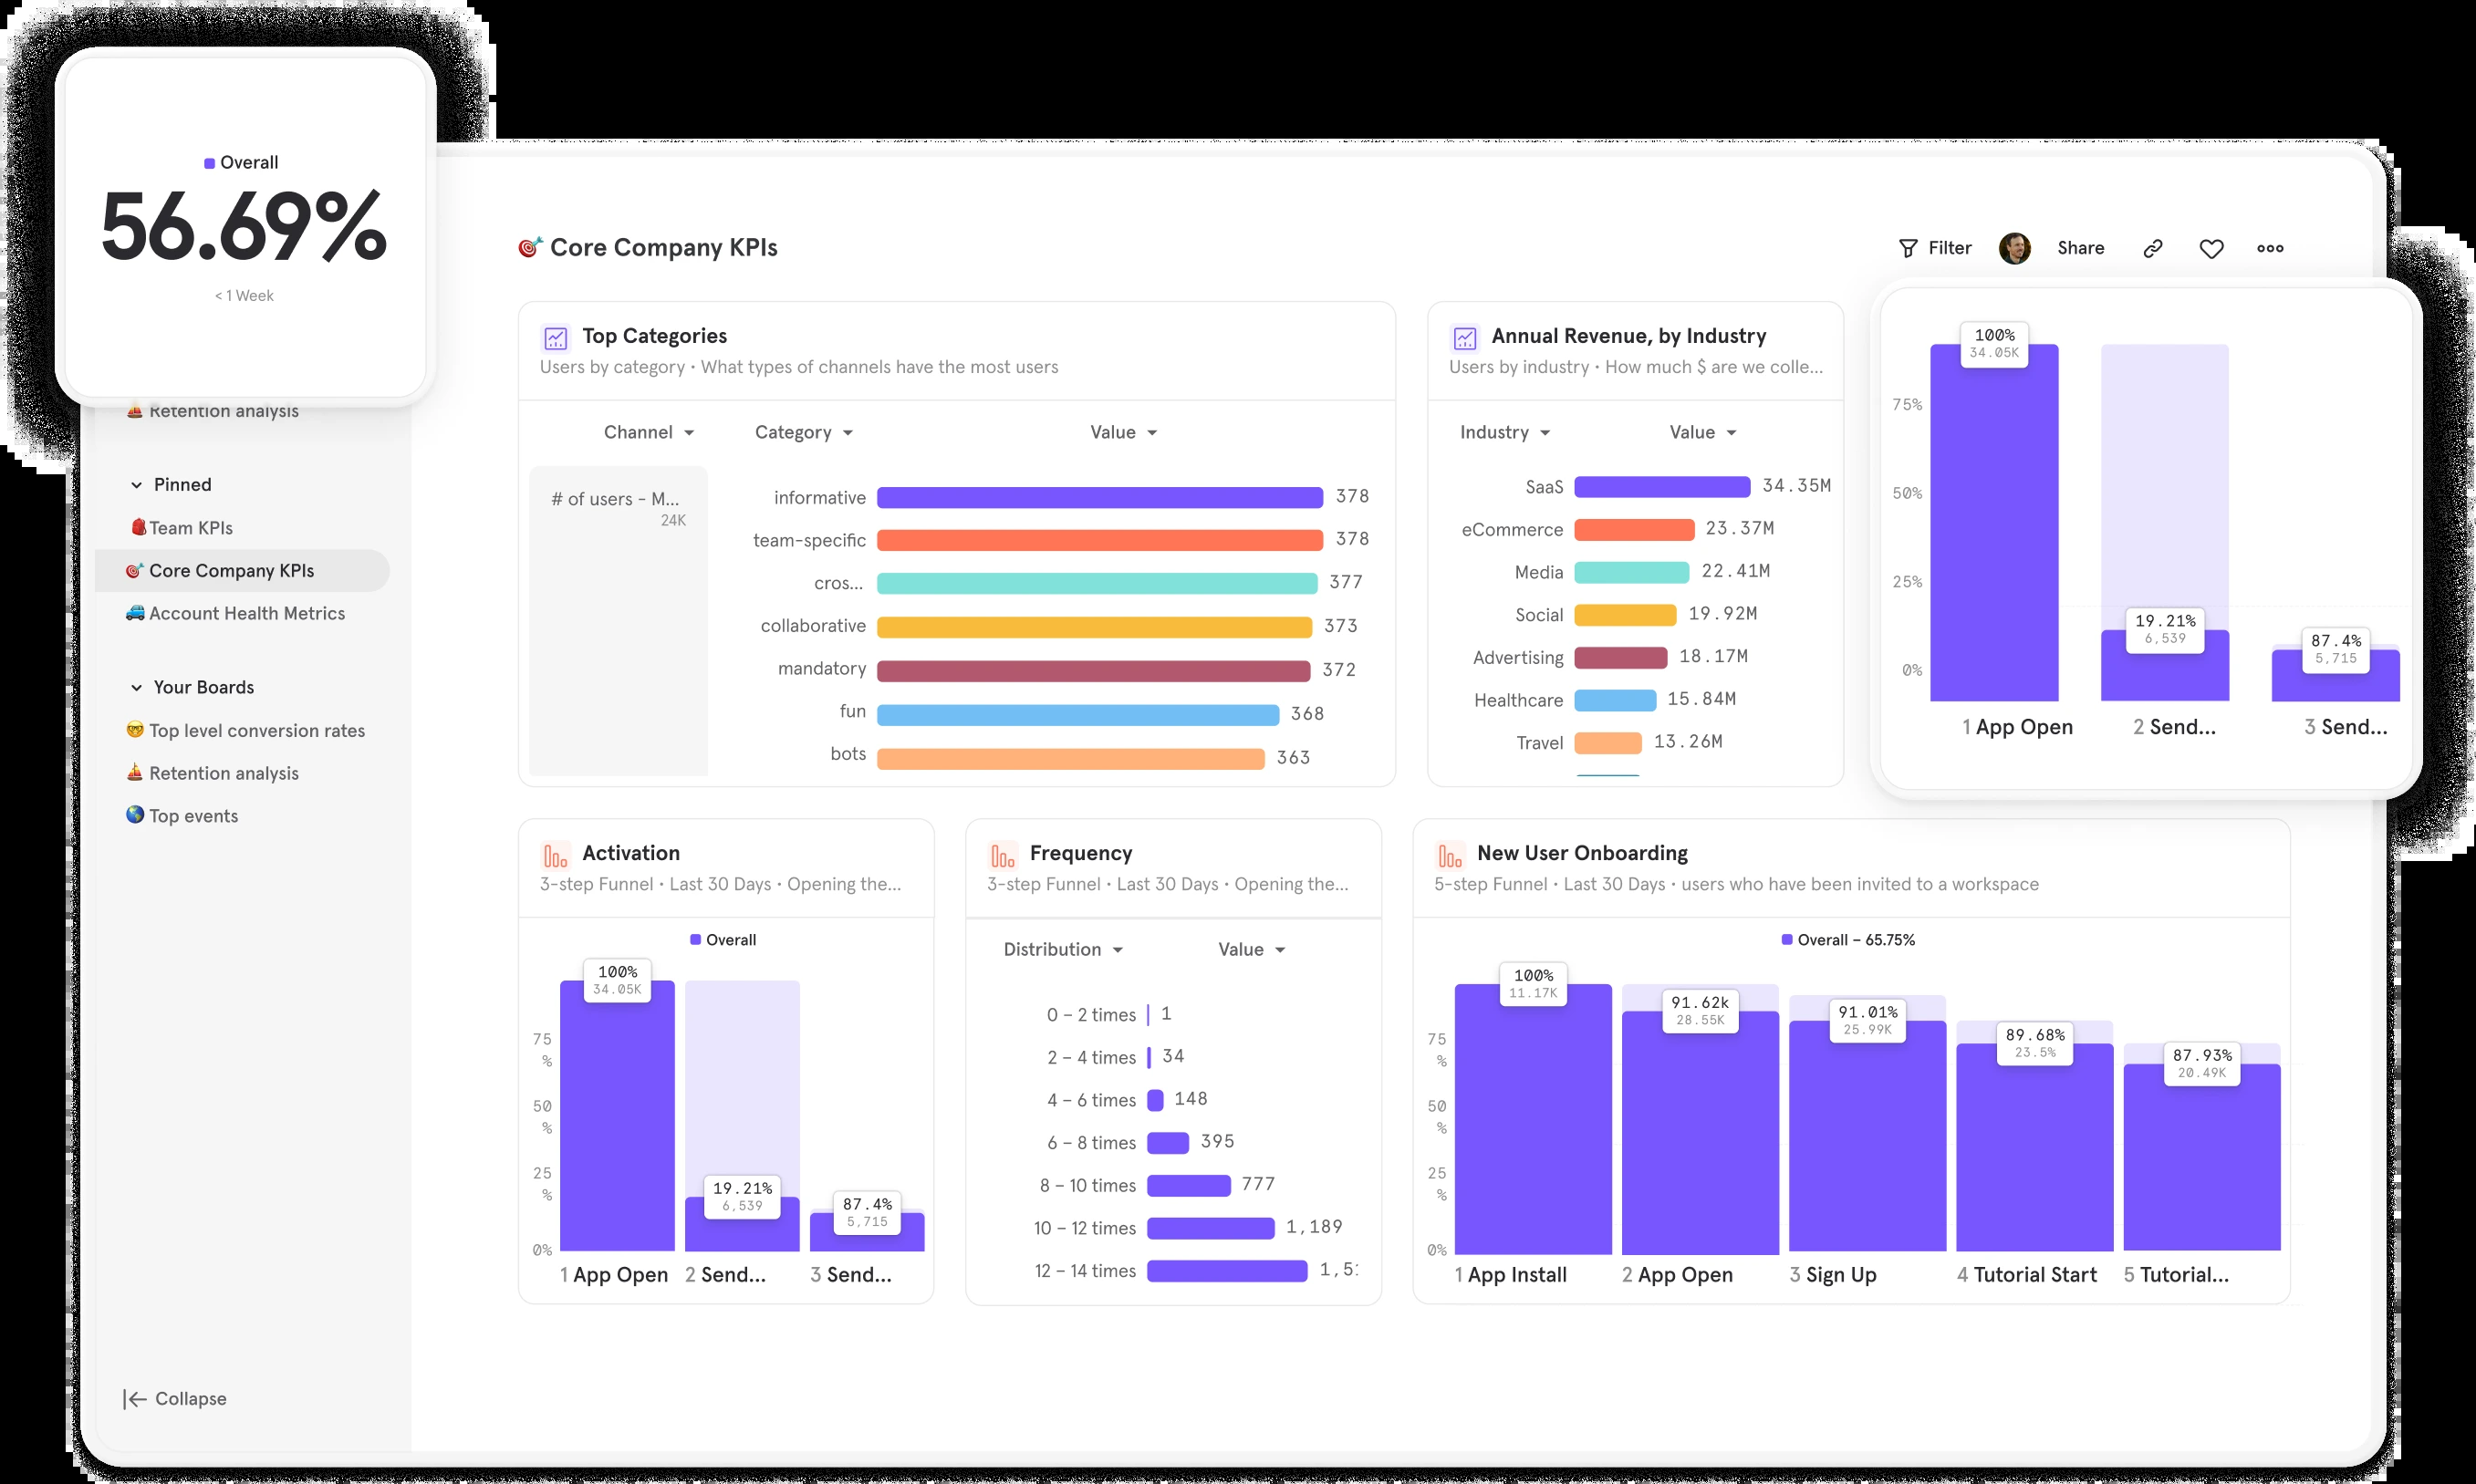 Overall
56.69%
< 1 Week
Retention analysis
Pinned
Team KPIs
Core Company KPIs
Account Health Metrics
Your Boards
Top level conversion rates
Retention analysis
Top events
Collapse
Core Company KPIs
Filter
Share
Top Categories
Users by category • What types of channels have the most users
Channel Category Value
# of users - M...
24K
informative 378
team-specific 378
cros... 377
collaborative 373
mandatory 372
fun 368
bots 363
Annual Revenue, by Industry
Users by industry • How much $ are we colle...
Industry Value
SaaS 34.35M
eCommerce 23.37M
Media 22.41M
Social 19.92M
Advertising 18.17M
Healthcare 15.84M
Travel 13.26M
75%
50%
25%
0%
100%
34.05K
19.21%
6,539
87.4%
5,715
1 App Open
2 Send...
3 Send...
Activation
3-step Funnel • Last 30 Days • Opening the...
Overall
75
%
50
%
25
%
0%
100%
34.05K
19.21%
6,539
87.4%
5,715
1 App Open
2 Send...
3 Send...
Frequency
3-step Funnel • Last 30 Days • Opening the...
Distribution Value
0 – 2 times 1
2 – 4 times 34
4 – 6 times 148
6 – 8 times 395
8 – 10 times 777
10 – 12 times 1,189
12 – 14 times
New User Onboarding
5-step Funnel • Last 30 Days • users who have been invited to a workspace
Overall – 65.75%
75
%
50
%
25
%
0%
100%
11.17K
91.62k
28.55K
91.01%
25.99K
89.68%
23.5%
87.93%
20.49K
1 App Install
2 App Open
3 Sign Up
4 Tutorial Start
5 Tutorial...